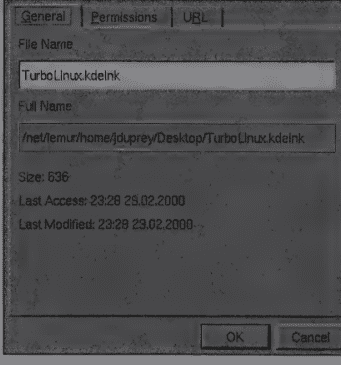 General Permissions URL
File Name
TurboLinux.kdelnk
Full Name
/net/lemur/home/jduprey/Desktop/TurboLinux.kdelnk
Size: 636
Last Access: 23:28 23.02.2000
Last Modified: 23:28 23.02.2000
OK Cancel